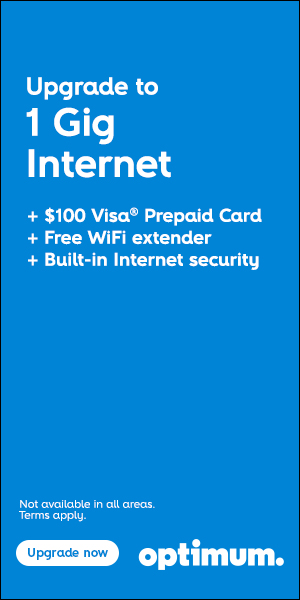 Upgrade to
1 Gig
Internet
+ $100 Visa® Prepaid Card
+ Free WiFi extender
+ Built-in Internet security
Not available in all areas.
Terms apply.
Upgrade now
optimum.